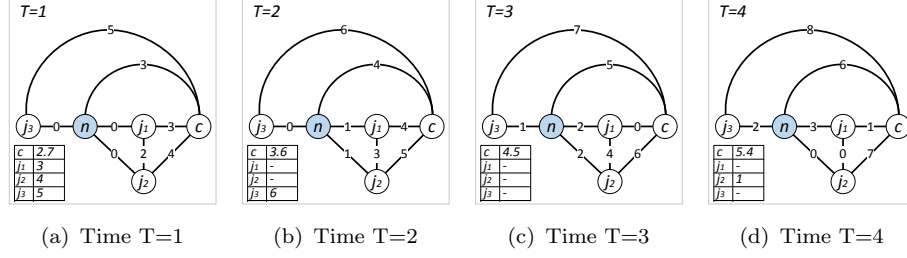 T=1
5
3
j3 0 n 0 j1 3 c
0 2 4
j2
c 2.7
j1 3
j2 4
j3 5
(a) Time T=1
T=2
6
4
j3 0 n 1 j1 4 c
1 3 5
j2
c 3.6
j1 -
j2 -
j3 6
(b) Time T=2
T=3
7
5
j3 1 n 2 j1 0 c
2 4 6
j2
c 4.5
j1 -
j2 -
j3 -
(c) Time T=3
T=4
8
6
j3 2 n 3 j1 1 c
0 0 7
j2
c 5.4
j1 -
j2 1
j3 -
(d) Time T=4